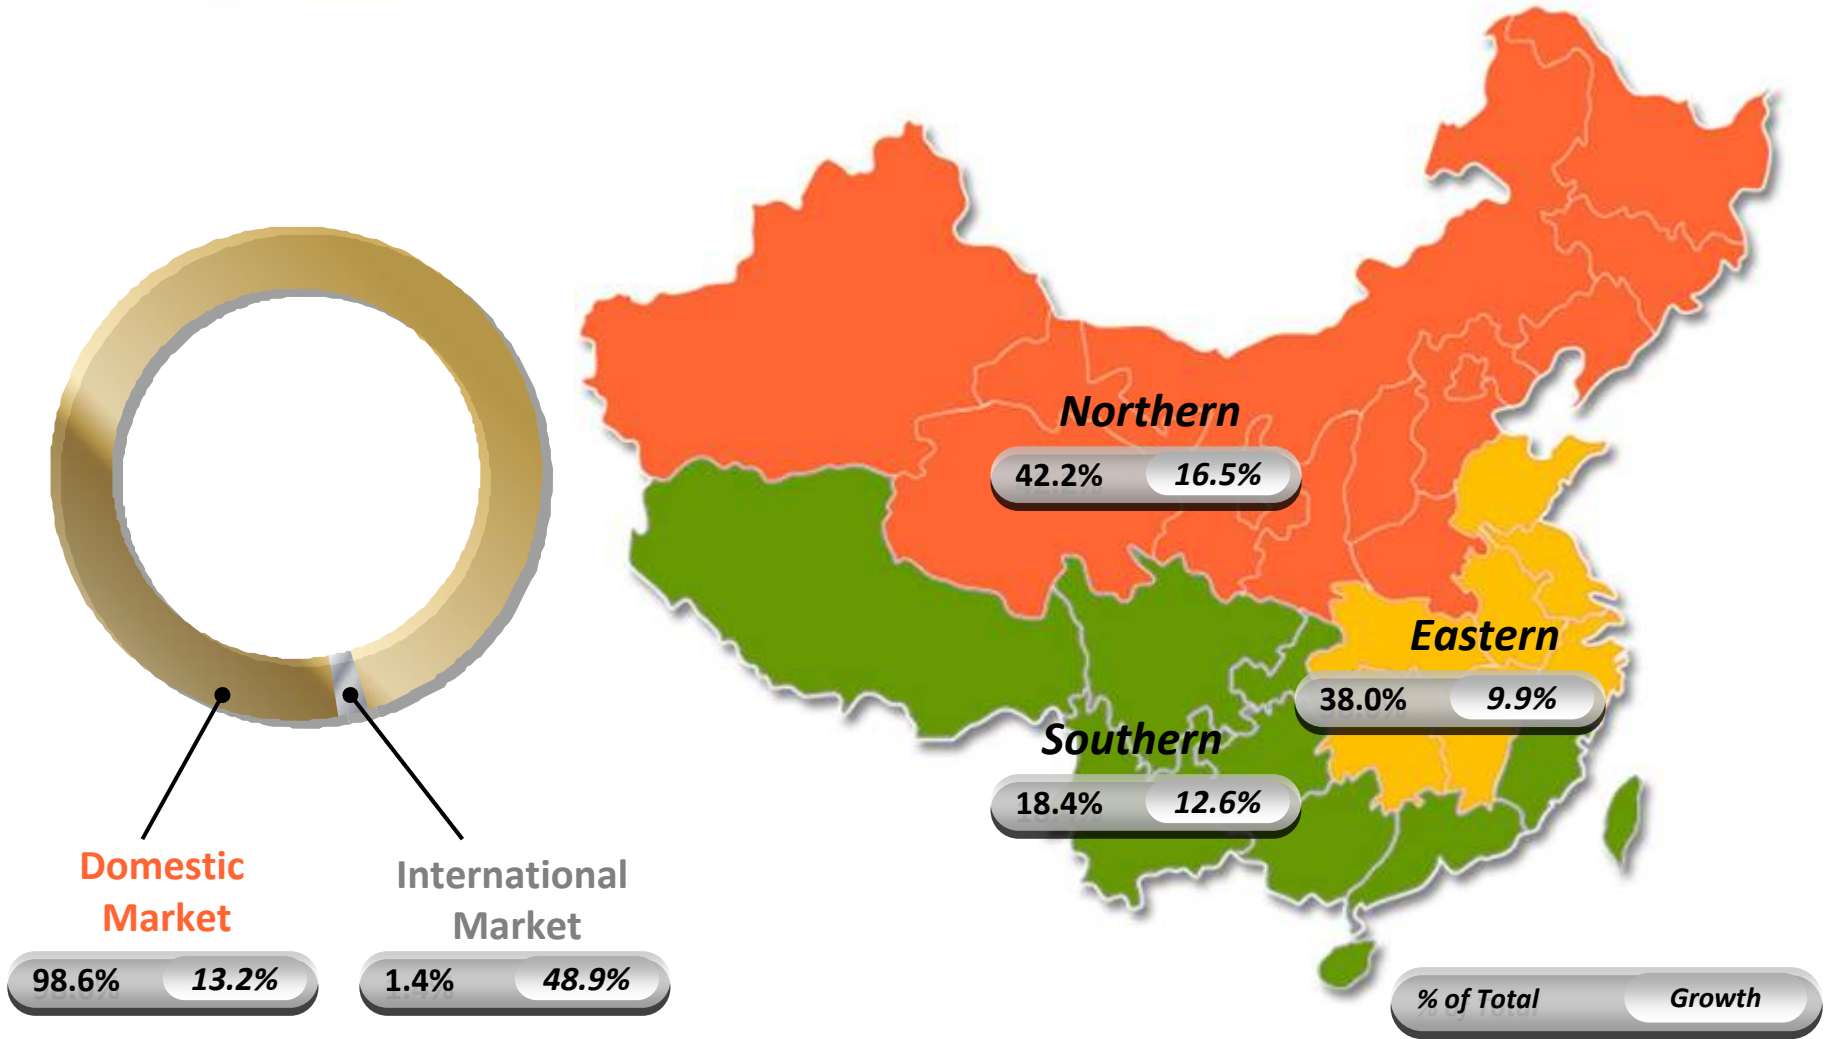 Northern
42.2% 16.5%
Eastern
38.0% 9.9%
Southern
18.4% 12.6%
Domestic
Market
98.6% 13.2%
International
Market
1.4% 48.9%
% of Total Growth